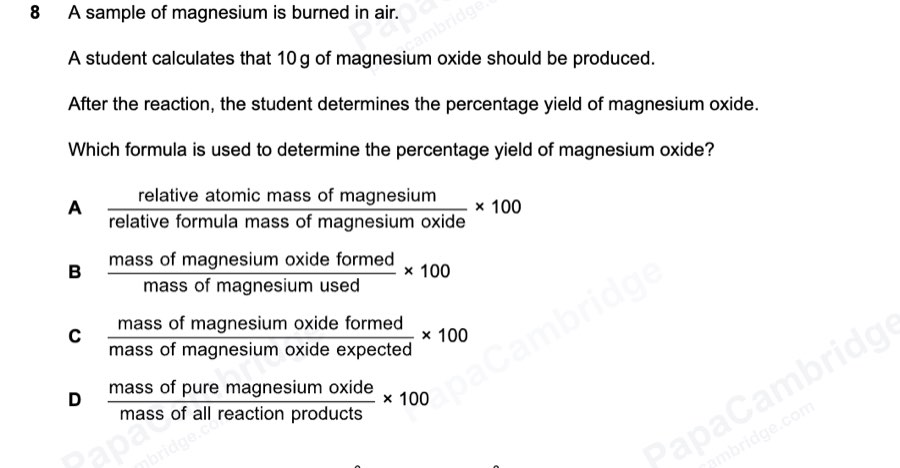 8 A sample of magnesium is burned in air.
A student calculates that 10 g of magnesium oxide should be produced.
After the reaction, the student determines the percentage yield of magnesium oxide.
Which formula is used to determine the percentage yield of magnesium oxide?
A relative atomic mass of magnesium
relative formula mass of magnesium oxide × 100
B mass of magnesium oxide formed
mass of magnesium used × 100
C mass of magnesium oxide formed
mass of magnesium oxide expected × 100
D mass of pure magnesium oxide
mass of all reaction products × 100
PapaCambridge
PapaCambridge